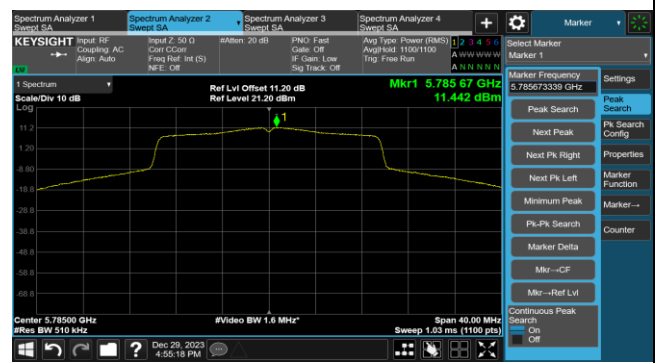 Spectrum Analyzer 1
Swept SA
Spectrum Analyzer 2
Swept SA
Spectrum Analyzer 3
Swept SA
Spectrum Analyzer 4
Swept SA
+
Marker
KEYSIGHT
Input: RF
Coupling: AC
Align: Auto
Input Z: 50 Ω
Corr CCorr
Freq Ref: Int (S)
NFE: Off
#Atten: 20 dB
PNO: Fast
Gate: Off
IF Gain: Low
Sig Track: Off
Avg Type: Power (RMS)
Avg|Hold: 1100/1100
Trig: Free Run
1 2 3 4 5 6
A W W W W W
A N N N N N
Select Marker
Marker 1
1 Spectrum
Scale/Div 10 dB
Log
Ref Lvl Offset 11.20 dB
Ref Level 21.20 dBm
Mkr1 5.785 67 GHz
11.442 dBm
1
11.2
1.20
-8.80
-18.8
-28.8
-38.8
-48.8
-58.8
-68.8
Center 5.78500 GHz
#Res BW 510 kHz
#Video BW 1.6 MHz*
Span 40.00 MHz
Sweep 1.03 ms (1100 pts)
Marker Frequency
5.785673339 GHz
Peak Search
Next Peak
Next Pk Right
Next Pk Left
Minimum Peak
Pk-Pk Search
Marker Delta
Mkr→CF
Mkr→Ref Lvl
Continuous Peak
Search
On
Off
Settings
Peak
Search
Pk Search
Config
Properties
Marker
Function
Marker→
Counter
?
Dec 29, 2023
4:55:18 PM